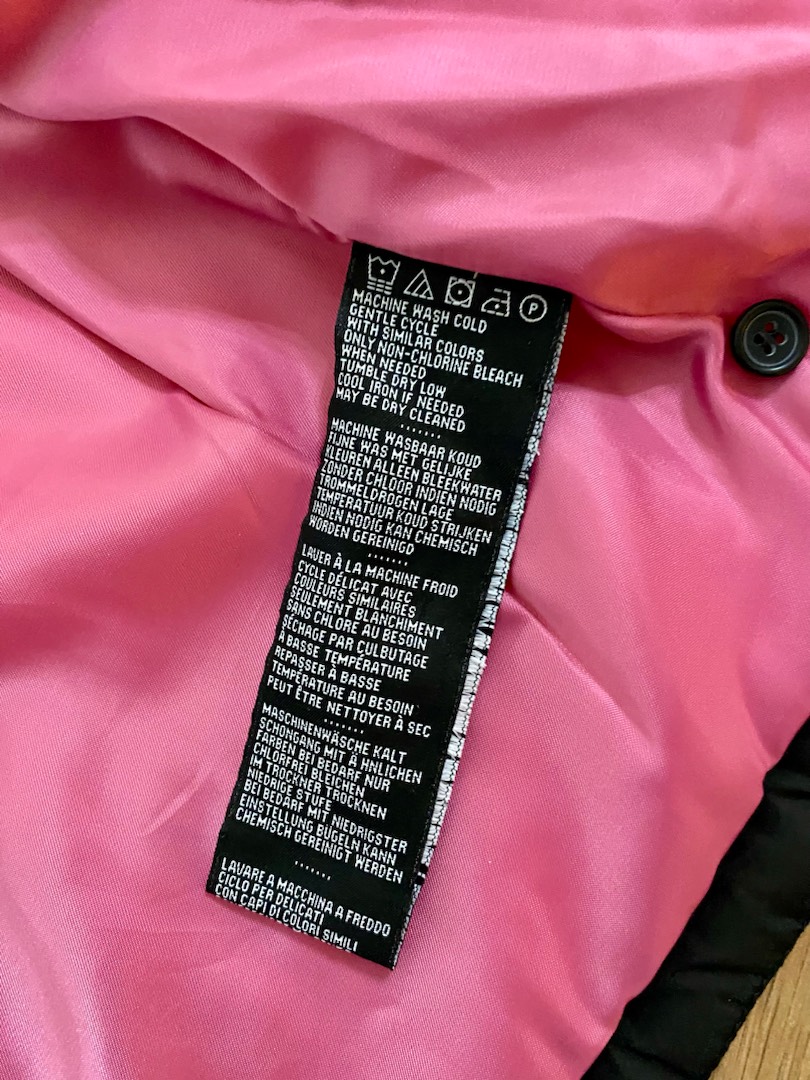 P
MACHINE WASH COLD
GENTLE CYCLE
WITH SIMILAR COLORS
ONLY NON-CHLORINE BLEACH
WHEN NEEDED
TUMBLE DRY LOW
COOL IRON IF NEEDED
MAY BE DRY CLEANED
MACHINE WASBAAR KOUD
FIJNE WAS MET GELIJKE
KLEUREN ALLEEN BLEEKWATER
ZONDER CHLOOR INDIEN NODIG
TROMMELDROGEN LAGE
TEMPERATUUR KOUD STRIJKEN
INDIEN NODIG KAN CHEMISCH
WORDEN GEREINIGD
LAVER À LA MACHINE FROID
CYCLE DÉLICAT AVEC
COULEURS SIMILAIRES
SEULEMENT BLANCHIMENT
SANS CHLORE AU BESOIN
SÉCHAGE PAR CULBUTAGE
À BASSE TEMPÉRATURE
REPASSER À BASSE
TEMPÉRATURE AU BESOIN
PEUT ÊTRE NETTOYER À SEC
MASCHINENWÄSCHE KALT
SCHONGANG MIT Ä HNLICHEN
FARBEN BEI BEDARF NUR
CHLORFREI BLEICHEN
IM TROCKNER TROCKNEN
NIEDRIGE STUFE
BEI BEDARF MIT NIEDRIGSTER
EINSTELLUNG BÜGELN KANN
CHEMISCH GEREINIGT WERDEN
LAVARE A MACCHINA A FREDDO
CICLO PER DELICATI
CON CAPI DI COLORI SIMILI